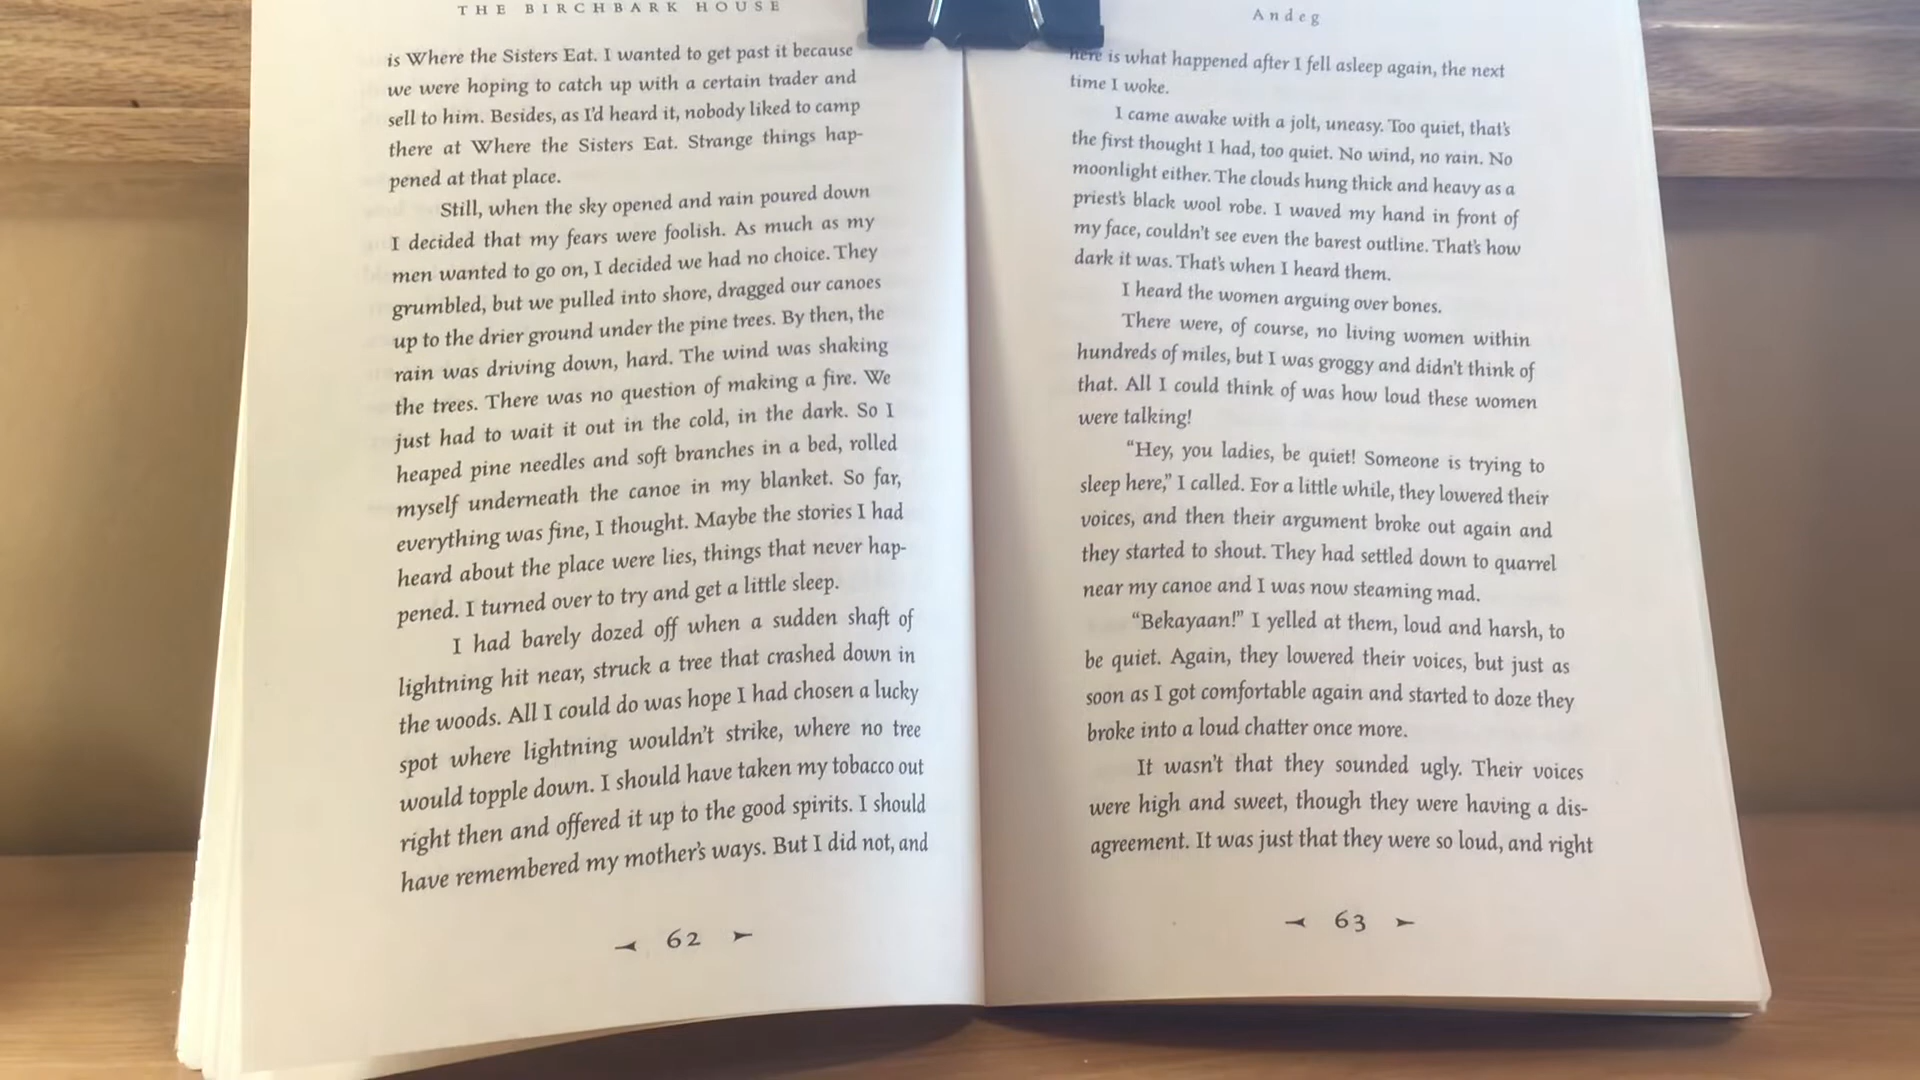 THE BIRCHBARK HOUSE
is Where the Sisters Eat. I wanted to get past it because
we were hoping to catch up with a certain trader and
sell to him. Besides, as I'd heard it, nobody liked to camp
there at Where the Sisters Eat. Strange things hap-
pened at that place.
Still, when the sky opened and rain poured down
I decided that my fears were foolish. As much as my
men wanted to go on, I decided we had no choice. They
grumbled, but we pulled into shore, dragged our canoes
up to the drier ground under the pine trees. By then, the
rain was driving down, hard. The wind was shaking
the trees. There was no question of making a fire. We
just had to wait it out in the cold, in the dark. So I
heaped pine needles and soft branches in a bed, rolled
myself underneath the canoe in my blanket. So far,
everything was fine, I thought. Maybe the stories I had
heard about the place were lies, things that never hap-
pened. I turned over to try and get a little sleep.
I had barely dozed off when a sudden shaft of
lightning hit near, struck a tree that crashed down in
the woods. All I could do was hope I had chosen a lucky
spot where lightning wouldn't strike, where no tree
would topple down. I should have taken my tobacco out
right then and offered it up to the good spirits. I should
have remembered my mother's ways. But I did not, and
62
Andeg
here is what happened after I fell asleep again, the next
time I woke.
I came awake with a jolt, uneasy. Too quiet, that's
the first thought I had, too quiet. No wind, no rain. No
moonlight either. The clouds hung thick and heavy as a
priest's black wool robe. I waved my hand in front of
my face, couldn't see even the barest outline. That's how
dark it was. That's when I heard them.
I heard the women arguing over bones.
There were, of course, no living women within
hundreds of miles, but I was groggy and didn't think of
that. All I could think of was how loud these women
were talking!
“Hey, you ladies, be quiet! Someone is trying to
sleep here,” I called. For a little while, they lowered their
voices, and then their argument broke out again and
they started to shout. They had settled down to quarrel
near my canoe and I was now steaming mad.
“Bekayaan!” I yelled at them, loud and harsh, to
be quiet. Again, they lowered their voices, but just as
soon as I got comfortable again and started to doze they
broke into a loud chatter once more.
It wasn't that they sounded ugly. Their voices
were high and sweet, though they were having a dis-
agreement. It was just that they were so loud, and right
63